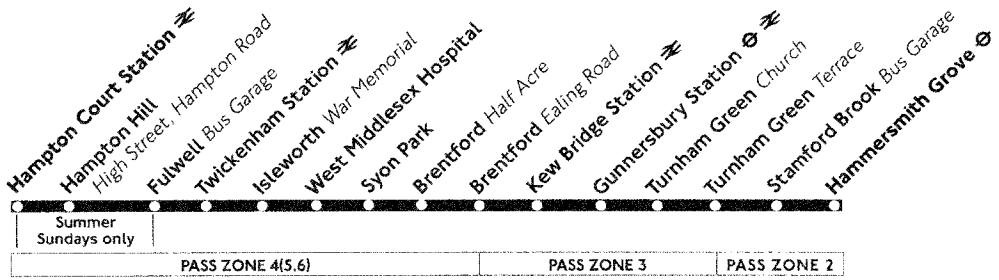 Hampton Court Station
Hampton Hill
High Street, Hampton Road
Fulwell Bus Garage
Twickenham Station
Isleworth War Memorial
West Middlesex Hospital
Syon Park
Brentford Half Acre
Brentford Ealing Road
Kew Bridge Station
Gunnersbury Station
Turnham Green Church
Turnham Green Terrace
Stamford Brook Bus Garage
Hammersmith Grove
Summer
Sundays only
PASS ZONE 4(5,6)
PASS ZONE 3
PASS ZONE 2